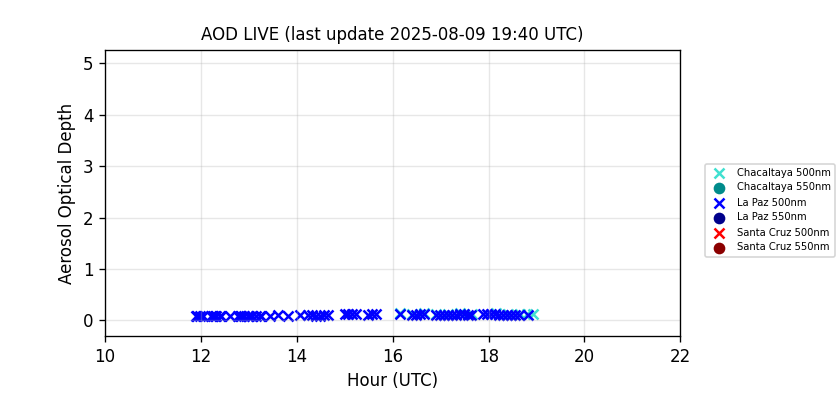 AOD LIVE (last update 2025-08-09 19:40 UTC)
Aerosol Optical Depth
5
4
3
2
1
0
10 12 14 16 18 20 22
Hour (UTC)
Chacaltaya 500nm
Chacaltaya 550nm
La Paz 500nm
La Paz 550nm
Santa Cruz 500nm
Santa Cruz 550nm